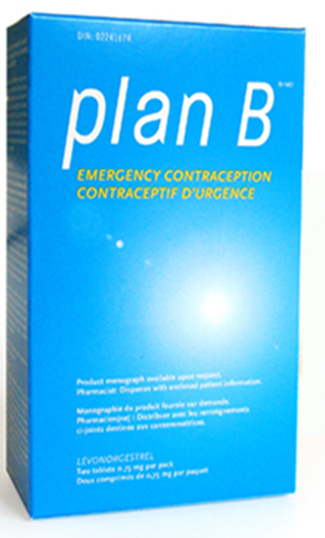 DIN: 02241674
plan B
EMERGENCY CONTRACEPTION
CONTRACEPTIF D'URGENCE
Product monograph available upon request.
Pharmacist: Dispense with enclosed patient information.
Monographie du produit fournie sur demande.
Pharmacien(ne) : Distribuer avec les renseignements
ci-joints destinés aux consommatrices.
LEVONORGESTREL
Two tablets 0.75 mg per pack
Deux comprimés de 0,75 mg par paquet